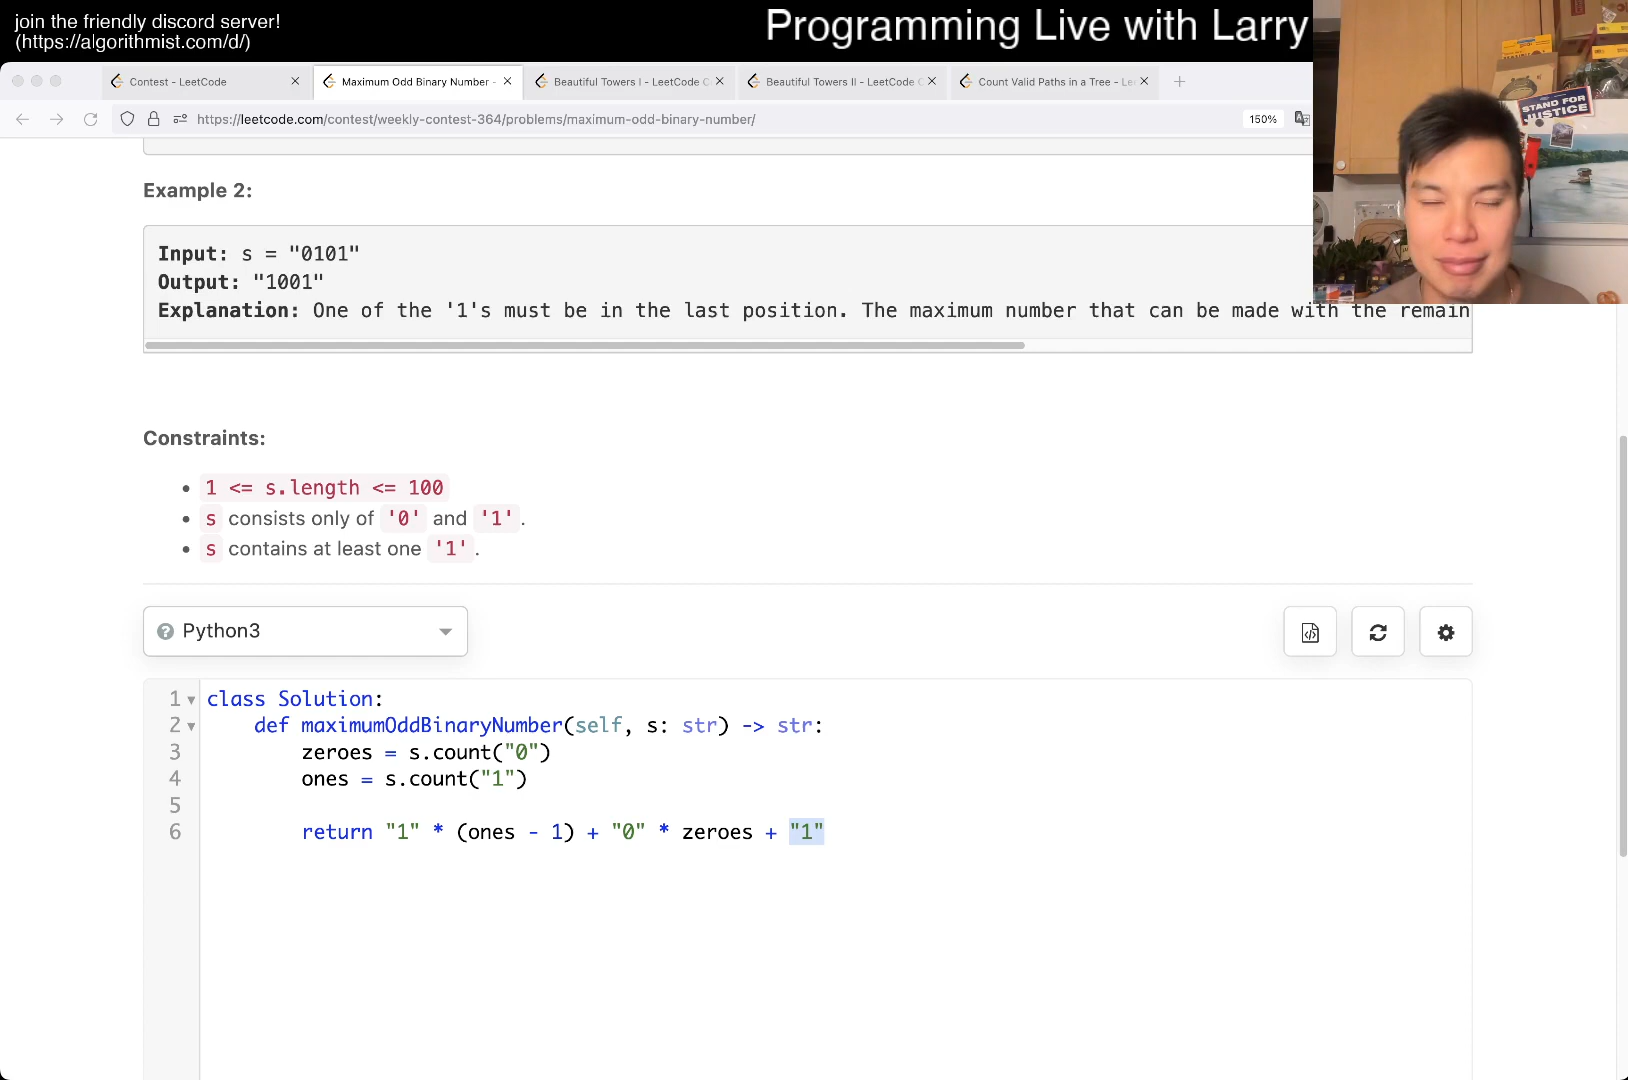 join the friendly discord server!
(https://algorithmist.com/d/)
Programming Live with Larry
Contest - LeetCode
Maximum Odd Binary Number -
Beautiful Towers I - LeetCode C
Beautiful Towers II - LeetCode C
Count Valid Paths in a Tree - Le
https://leetcode.com/contest/weekly-contest-364/problems/maximum-odd-binary-number/
150%
STAND FOR
JUSTICE
Example 2:
Input: s = "0101"
Output: "1001"
Explanation: One of the '1's must be in the last position. The maximum number that can be made with the remain
Constraints:
1 <= s.length <= 100
s consists only of '0' and '1'.
s contains at least one '1'.
Python3
1 class Solution:
2 def maximumOddBinaryNumber(self, s: str) -> str:
3 zeroes = s.count("0")
4 ones = s.count("1")
5
6 return "1" * (ones - 1) + "0" * zeroes + "1"